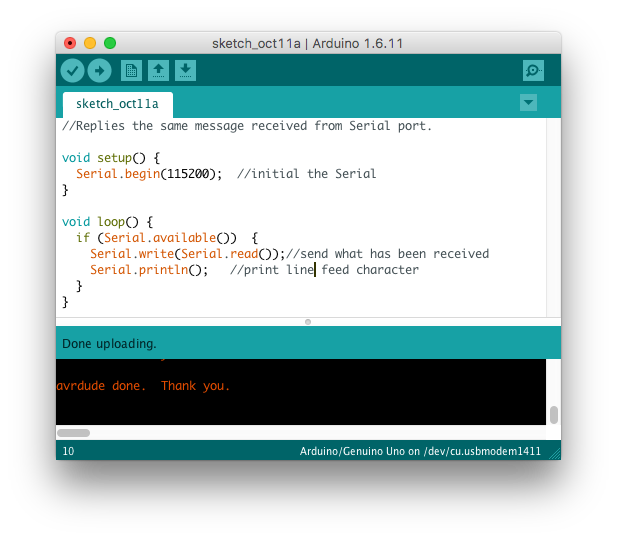 sketch_oct11a | Arduino 1.6.11
sketch_oct11a
//Replies the same message received from Serial port.
void setup() {
  Serial.begin(115200);  //initial the Serial
}
void loop() {
  if (Serial.available())  {
    Serial.write(Serial.read());//send what has been received
    Serial.println();   //print line feed character
  }
}
Done uploading.
avrdude done.  Thank you.
10
Arduino/Genuino Uno on /dev/cu.usbmodem1411